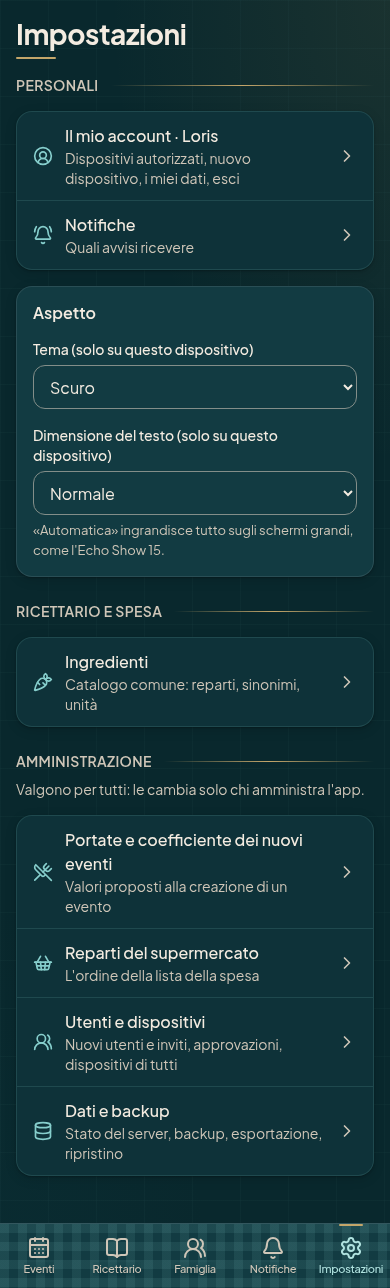 Impostazioni
PERSONALI
Il mio account · Loris
Dispositivi autorizzati, nuovo
dispositivo, i miei dati, esci
Notifiche
Quali avvisi ricevere
Aspetto
Tema (solo su questo dispositivo)
Scuro
Dimensione del testo (solo su questo
dispositivo)
Normale
«Automatica» ingrandisce tutto sugli schermi grandi,
come l'Echo Show 15.
RICETTARIO E SPESA
Ingredienti
Catalogo comune: reparti, sinonimi,
unità
AMMINISTRAZIONE
Valgono per tutti: le cambia solo chi amministra l'app.
Portate e coefficiente dei nuovi
eventi
Valori proposti alla creazione di un
evento
Reparti del supermercato
L'ordine della lista della spesa
Utenti e dispositivi
Nuovi utenti e inviti, approvazioni,
dispositivi di tutti
Dati e backup
Stato del server, backup, esportazione,
ripristino
Eventi Ricettario Famiglia Notifiche Impostazioni